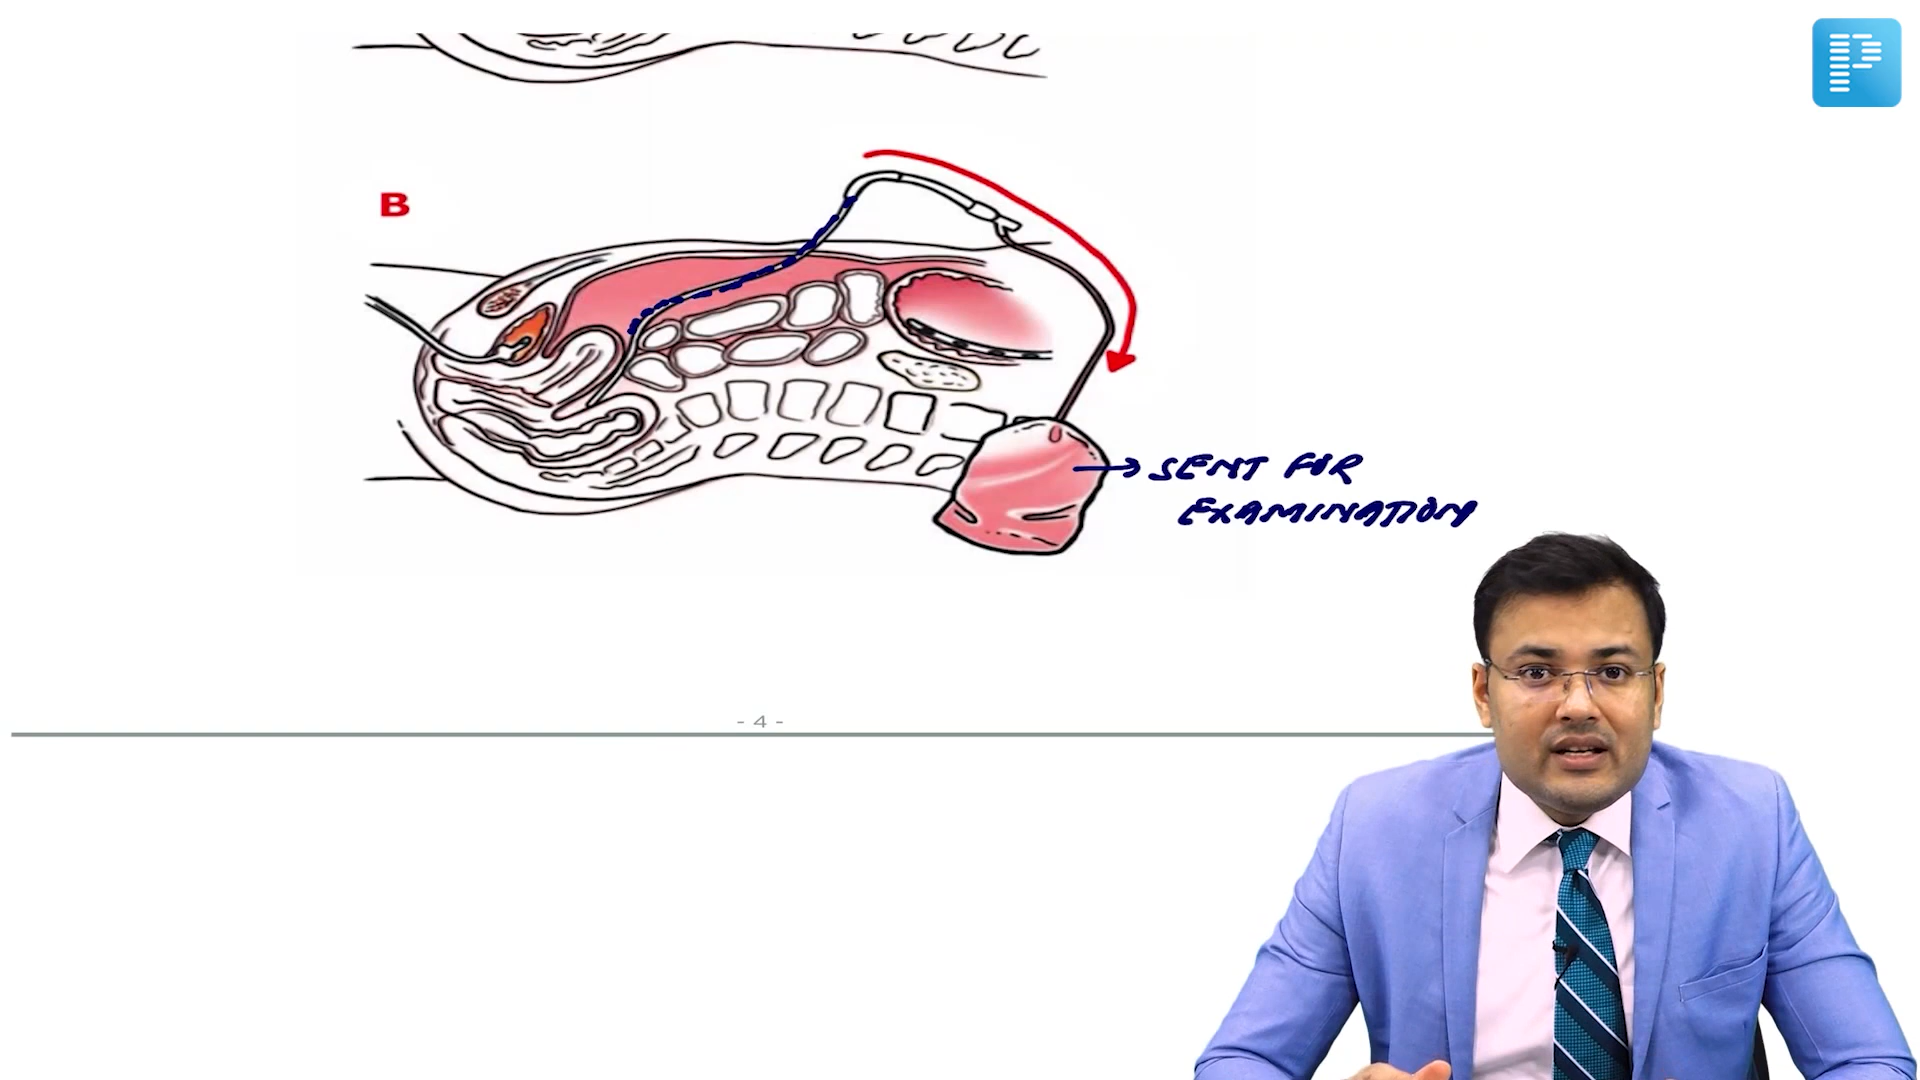 B
SENT FOR
EXAMINATION
- 4 -